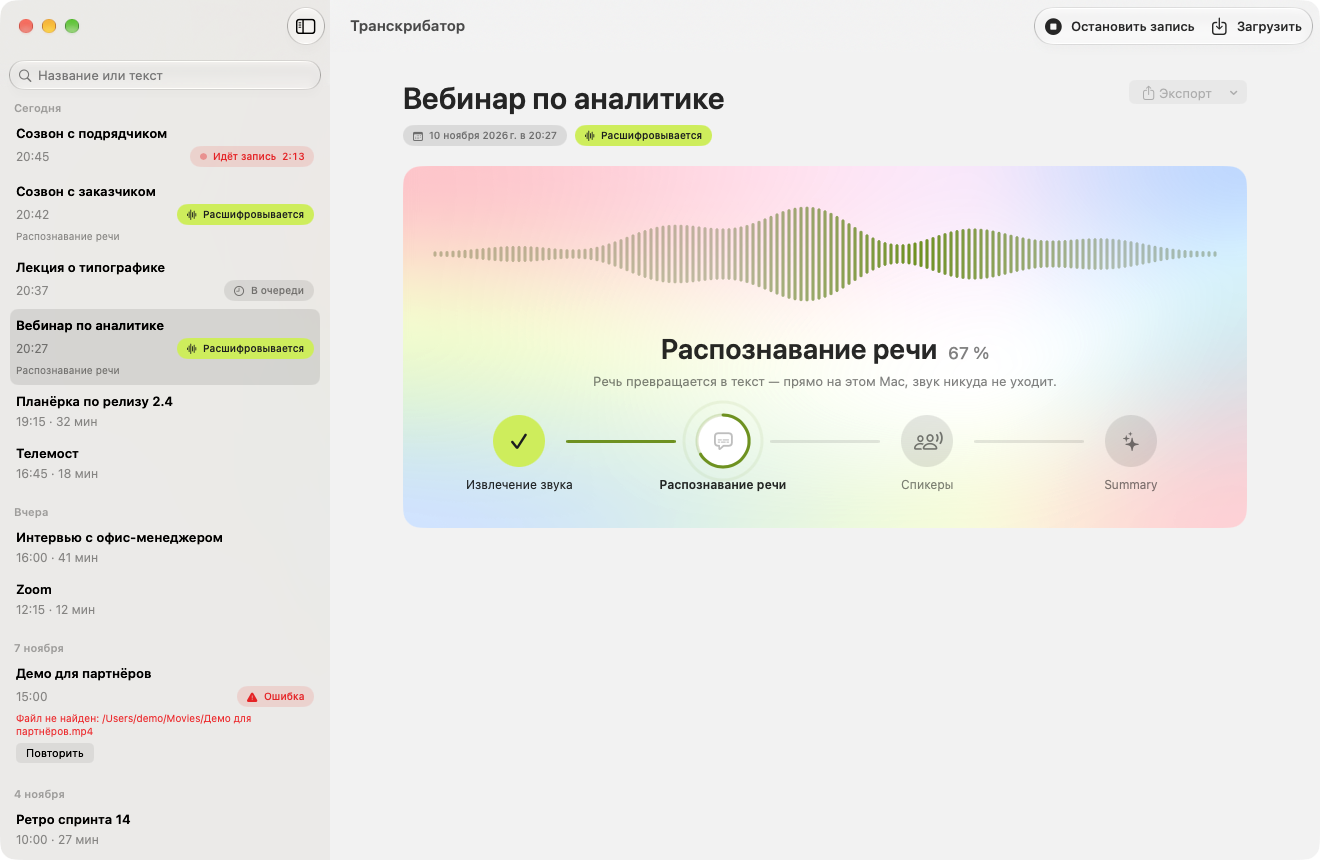 Транскрибатор
Остановить запись
Загрузить
Название или текст
Сегодня
Созвон с подрядчиком
20:45
Идёт запись 2:13
Созвон с заказчиком
20:42
Расшифровывается
Распознавание речи
Лекция о типографике
20:37
В очереди
Вебинар по аналитике
20:27
Расшифровывается
Распознавание речи
Планёрка по релизу 2.4
19:15 · 32 мин
Телемост
16:45 · 18 мин
Вчера
Интервью с офис-менеджером
16:00 · 41 мин
Zoom
12:15 · 12 мин
7 ноября
Демо для партнёров
15:00
Ошибка
Файл не найден: /Users/demo/Movies/Демо для
партнёров.mp4
Повторить
4 ноября
Ретро спринта 14
10:00 · 27 мин
Вебинар по аналитике
Экспорт
10 ноября 2026 г. в 20:27
Расшифровывается
Распознавание речи 67 %
Речь превращается в текст — прямо на этом Mac, звук никуда не уходит.
Извлечение звука
Распознавание речи
Спикеры
Summary